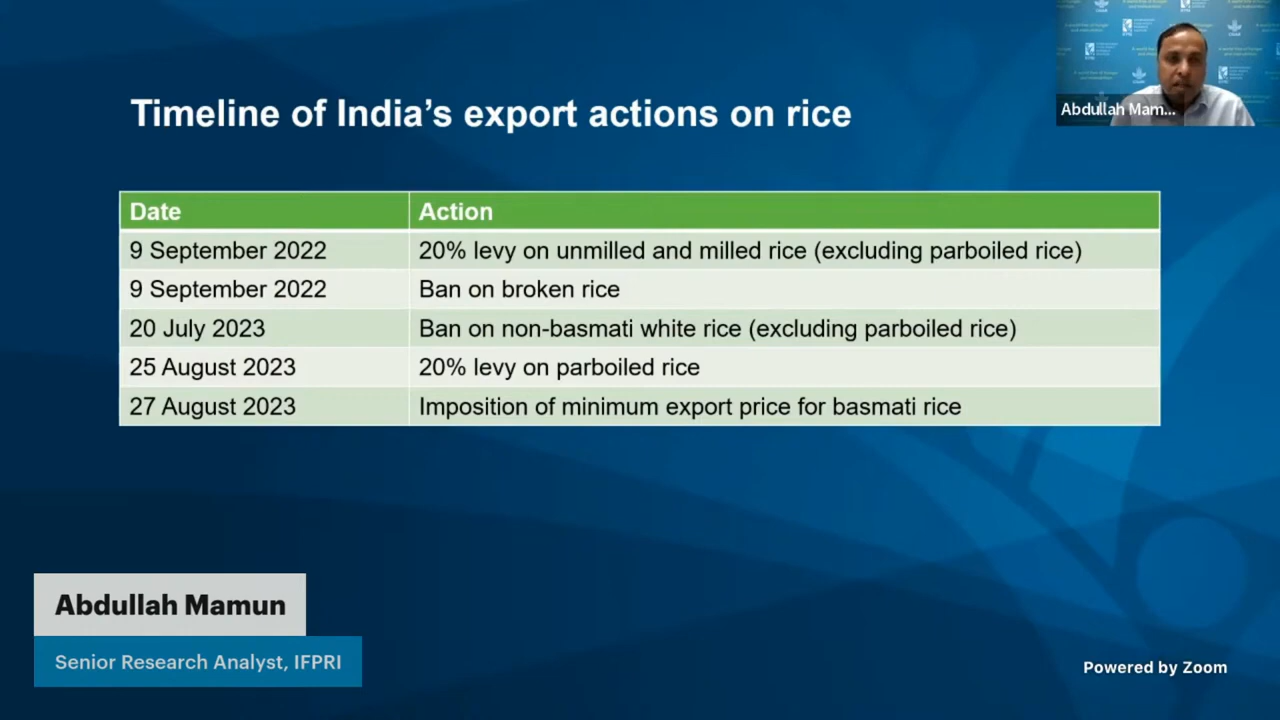 Timeline of India's export actions on rice
Abdullah Mam...
Date Action
9 September 2022 20% levy on unmilled and milled rice (excluding parboiled rice)
9 September 2022 Ban on broken rice
20 July 2023 Ban on non-basmati white rice (excluding parboiled rice)
25 August 2023 20% levy on parboiled rice
27 August 2023 Imposition of minimum export price for basmati rice
Abdullah Mamun
Senior Research Analyst, IFPRI
Powered by Zoom